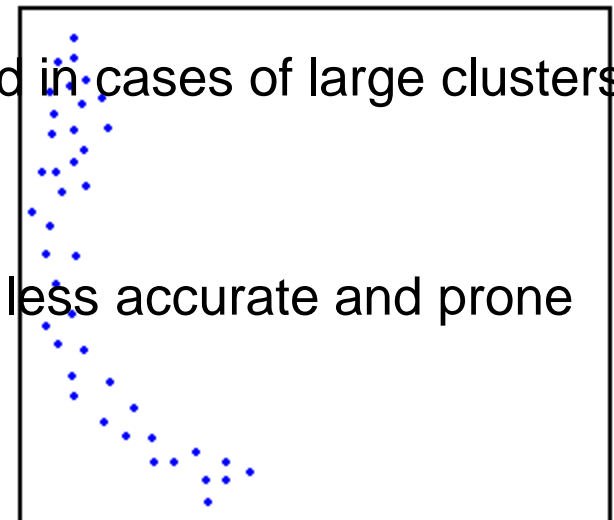 in cases of large clusters
less accurate and prone